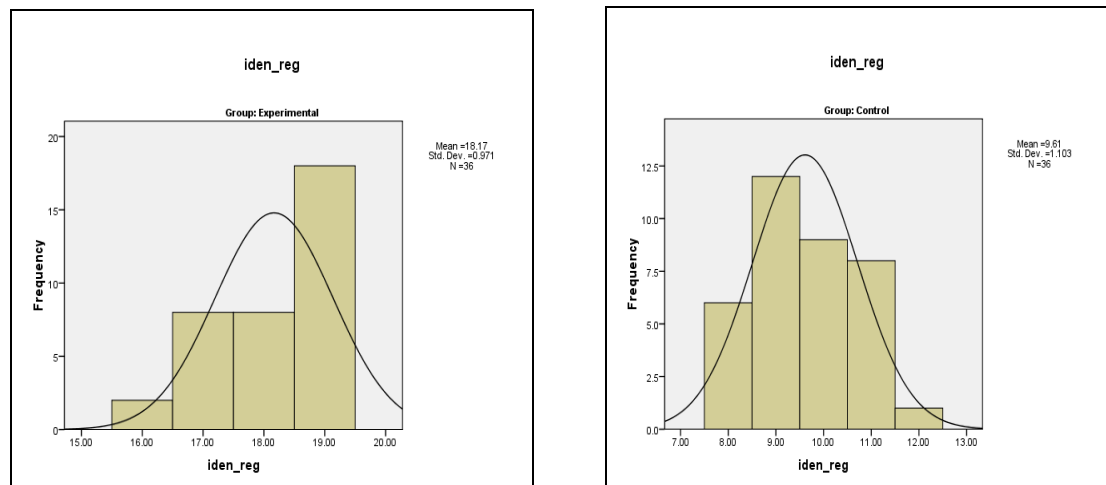 iden_reg
Group: Experimental
Mean =18.17
Std. Dev. =0.971
N =36
Frequency
20
15
10
5
0
15.00 16.00 17.00 18.00 19.00 20.00
iden_reg
iden_reg
Group: Control
Mean =9.61
Std. Dev. =1.103
N =36
Frequency
12.5
10.0
7.5
5.0
2.5
0.0
7.00 8.00 9.00 10.00 11.00 12.00 13.00
iden_reg